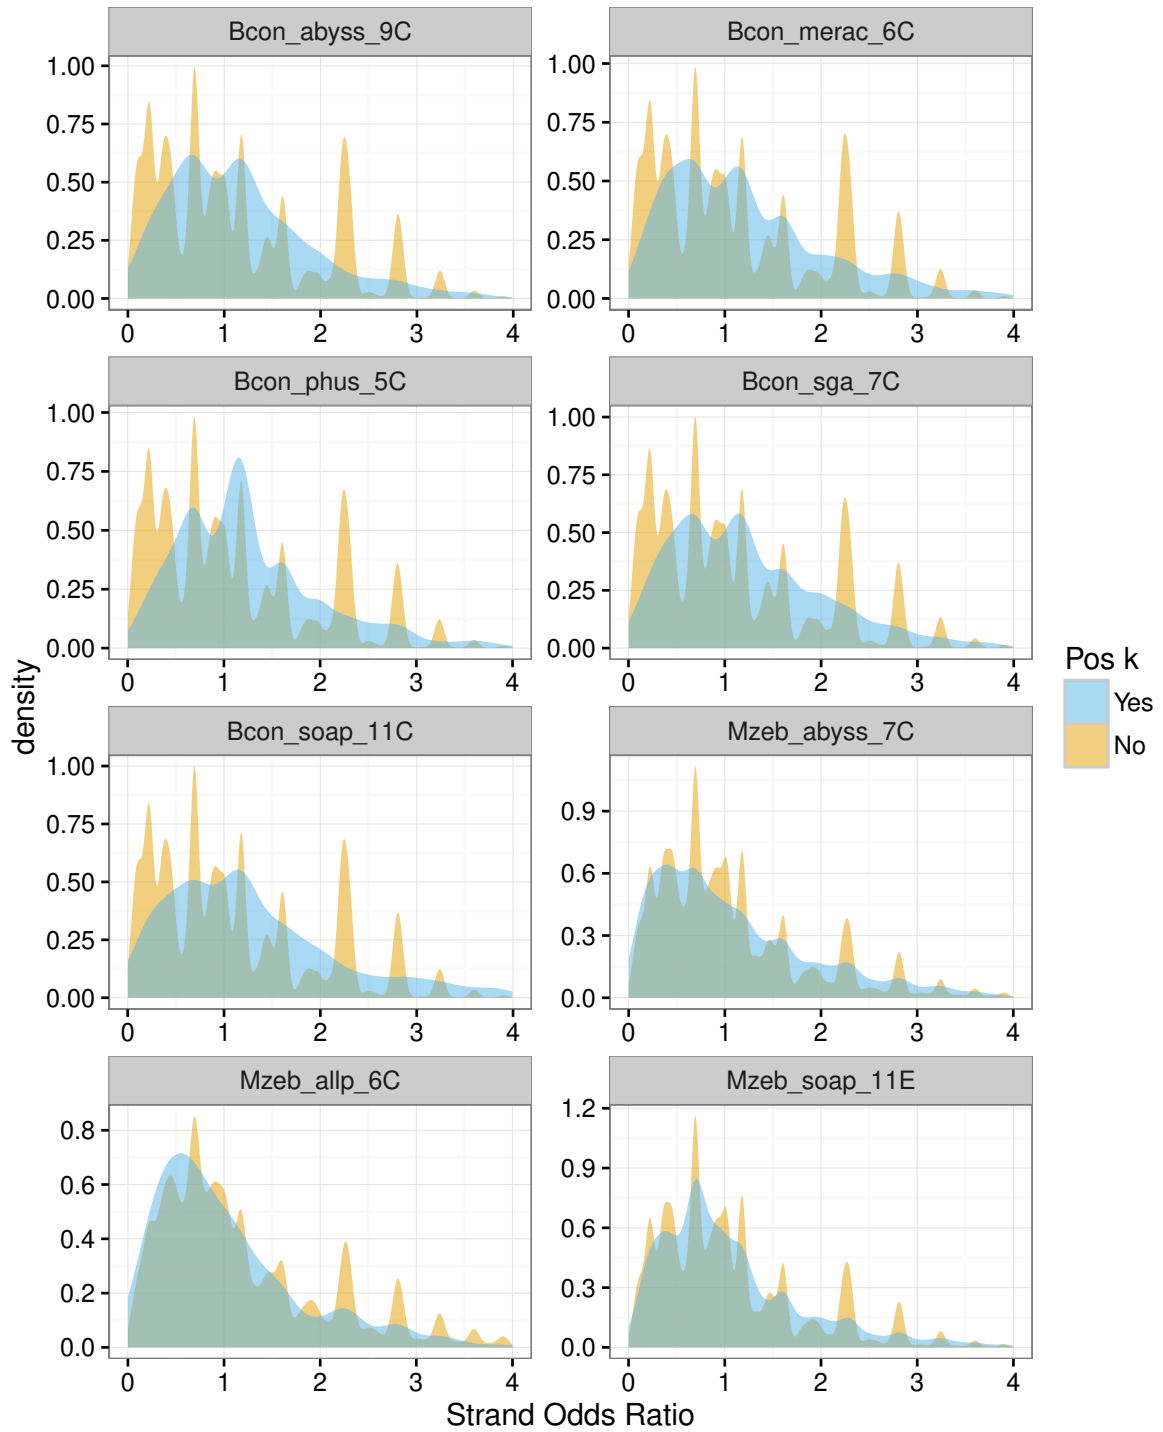 Bcon_abyss_9C
Bcon_merac_6C
1.00
0.75
0.50
0.25
0.00
0 1 2 3 4
1.00
0.75
0.50
0.25
0.00
0 1 2 3 4
Bcon_phus_5C
Bcon_sga_7C
1.00
0.75
0.50
0.25
0.00
0 1 2 3 4
1.00
0.75
0.50
0.25
0.00
0 1 2 3 4
density
Pos k
Yes
No
Bcon_soap_11C
Mzeb_abyss_7C
1.00
0.75
0.50
0.25
0.00
0 1 2 3 4
0.9
0.6
0.3
0.0
0 1 2 3 4
Mzeb_allp_6C
Mzeb_soap_11E
0.8
0.6
0.4
0.2
0.0
0 1 2 3 4
1.2
0.9
0.6
0.3
0.0
0 1 2 3 4
Strand Odds Ratio